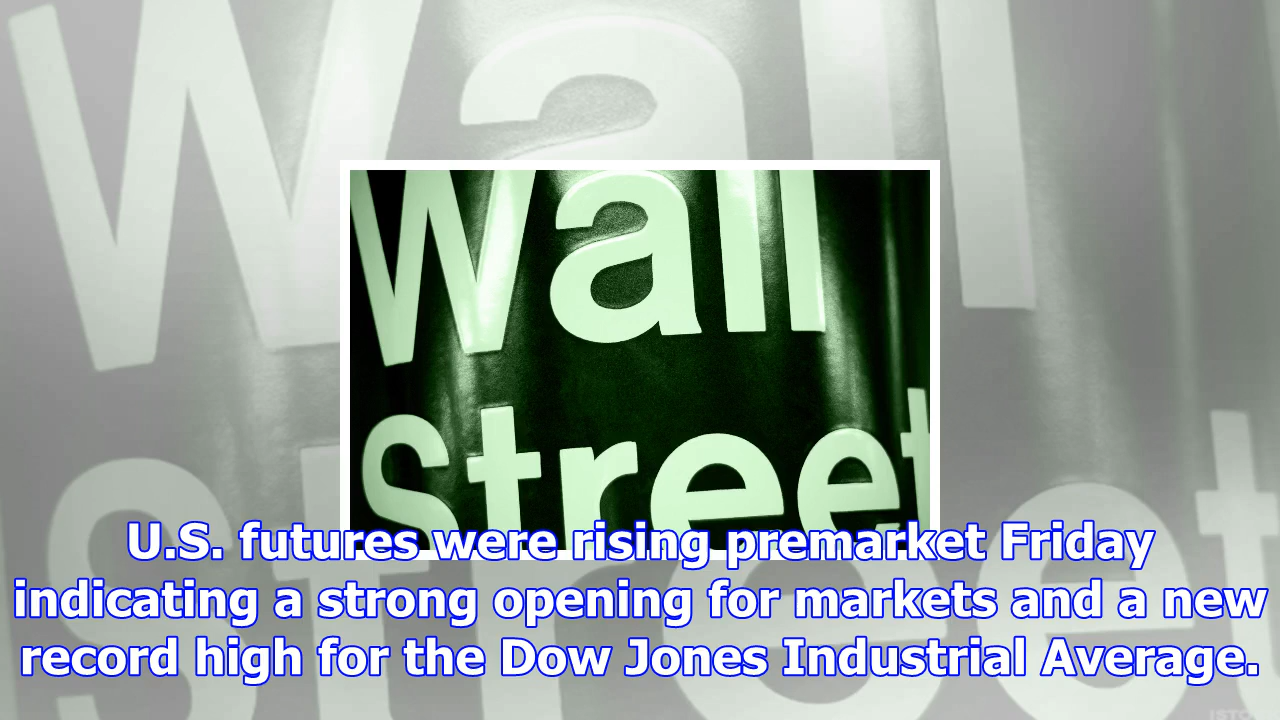 Wall
Street
U.S. futures were rising premarket Friday
indicating a strong opening for markets and a new
record high for the Dow Jones Industrial Average.